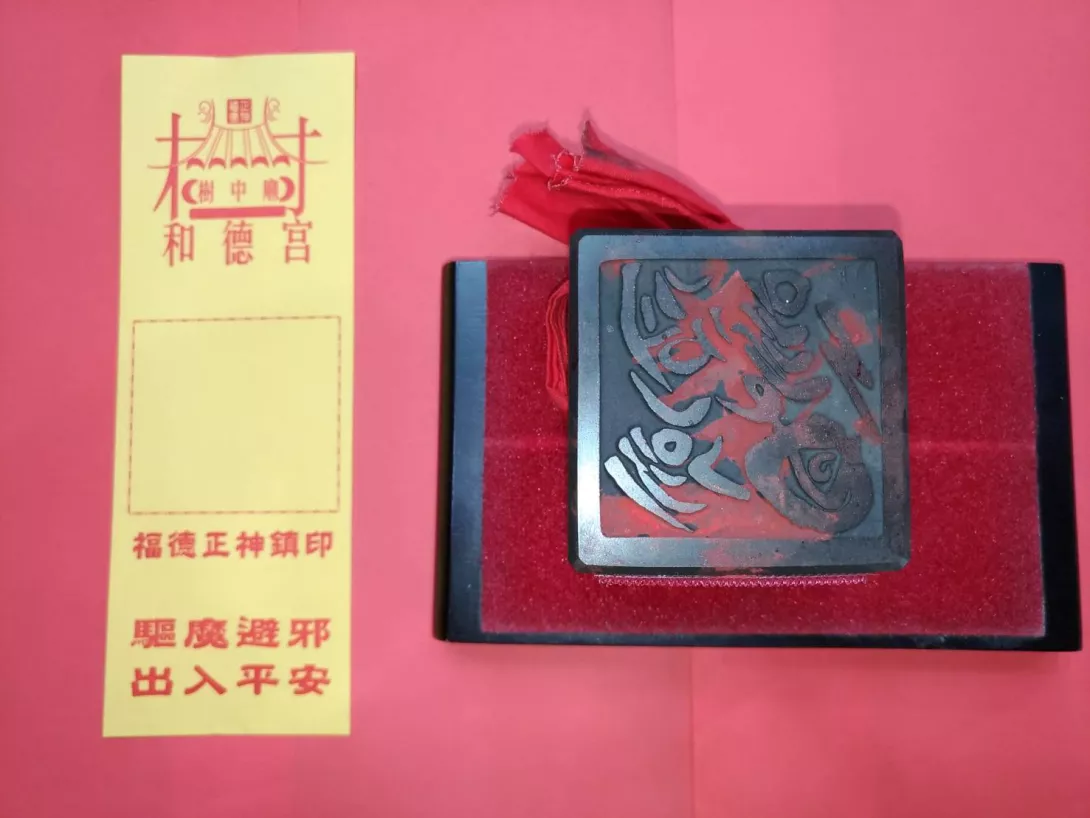 樹中廟
和德宮
福德正神鎮印
驅魔避邪
出入平安